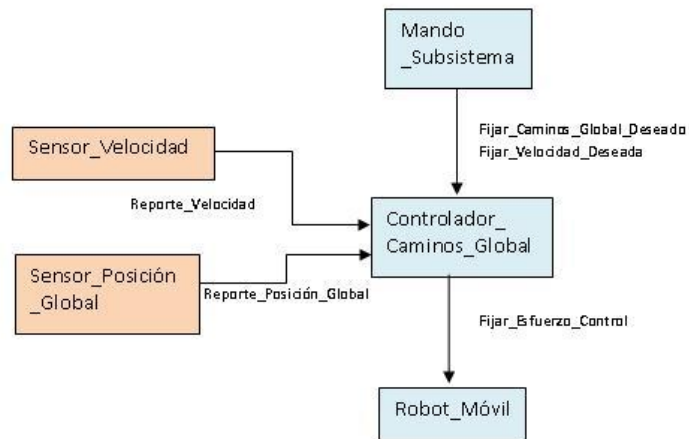 Mando
_Subsistema
Fijar_Caminos_Global_Deseado
Fijar_Velocidad_Deseada
Sensor_Velocidad
Reporte_Velocidad
Controlador_
Caminos_Global
Sensor_Posición
_Global
Reporte_Posición_Global
Fijar_Esfuerzo_Control
Robot_Móvil